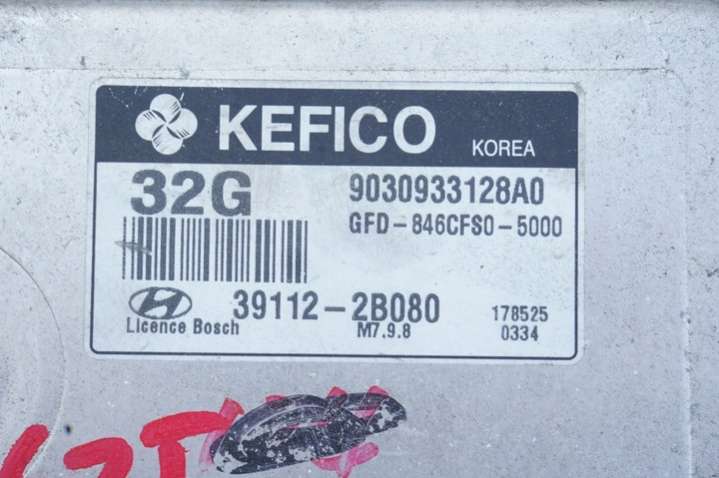 KEFICO KOREA
32G 9030933128A0
GFD-846CFS0-5000
39112-2B080 178525
Licence Bosch M7.9.8 0334